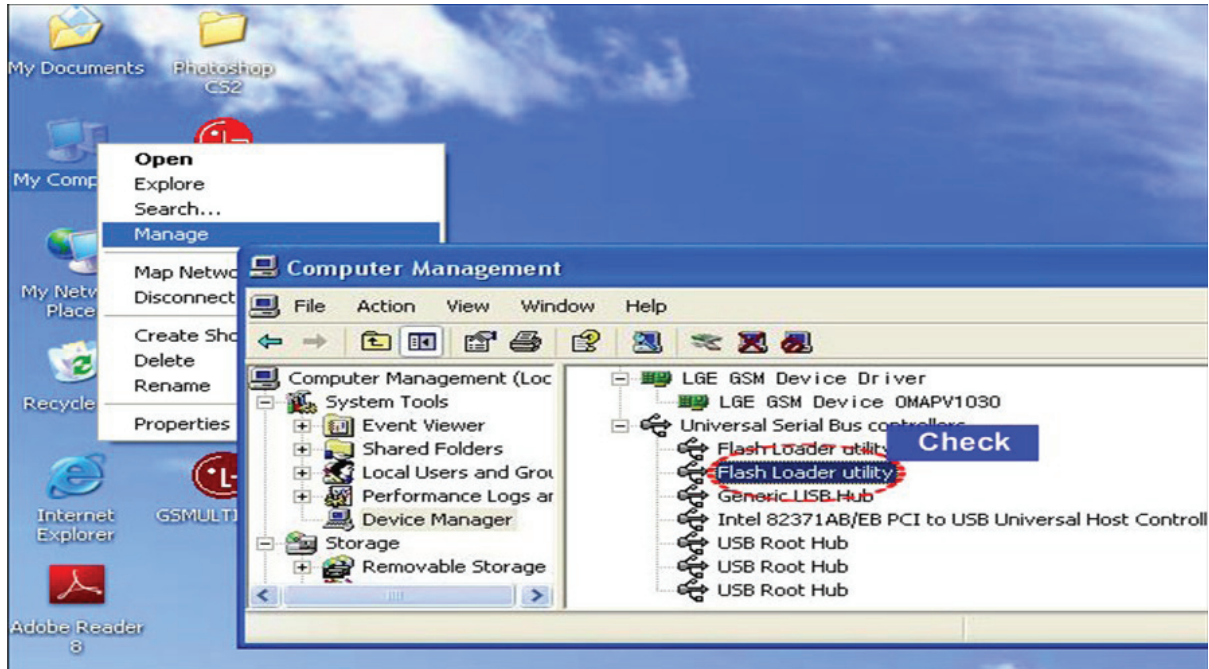 My Documents
Photoshop
CS2
My Comp
Open
Explore
Search...
Manage
Map Netwo
Disconnect
Create Sho
Delete
Rename
Properties
My Netw
Place
Recycle
Internet
Explorer
GSMULTI
Adobe Reader
8
Computer Management
File Action View Window Help
Computer Management (Loc
System Tools
Event Viewer
Shared Folders
Local Users and Grou
Performance Logs ar
Device Manager
Storage
Removable Storage
LGE GSM Device Driver
LGE GSM Device OMAPV1030
Universal Serial Bus controllers
Flash Loader utility
Check
Flash Loader utility
Generic USB Hub
Intel 82371AB/EB PCI to USB Universal Host Controll
USB Root Hub
USB Root Hub
USB Root Hub